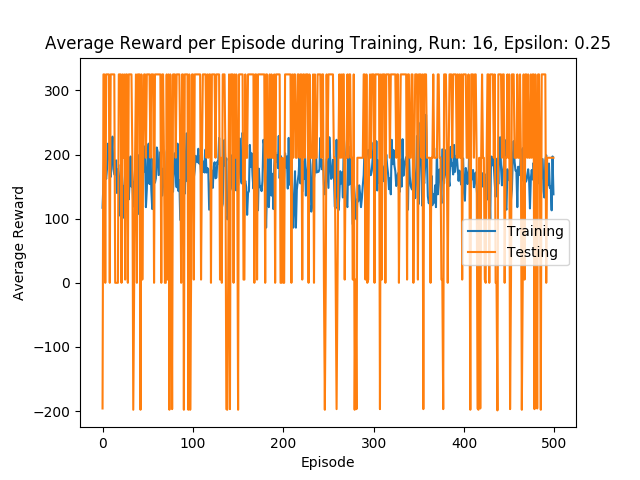 Average Reward per Episode during Training, Run: 16, Epsilon: 0.25
300
200
100
0
−100
−200
Average Reward
Training
Testing
0 100 200 300 400 500
Episode